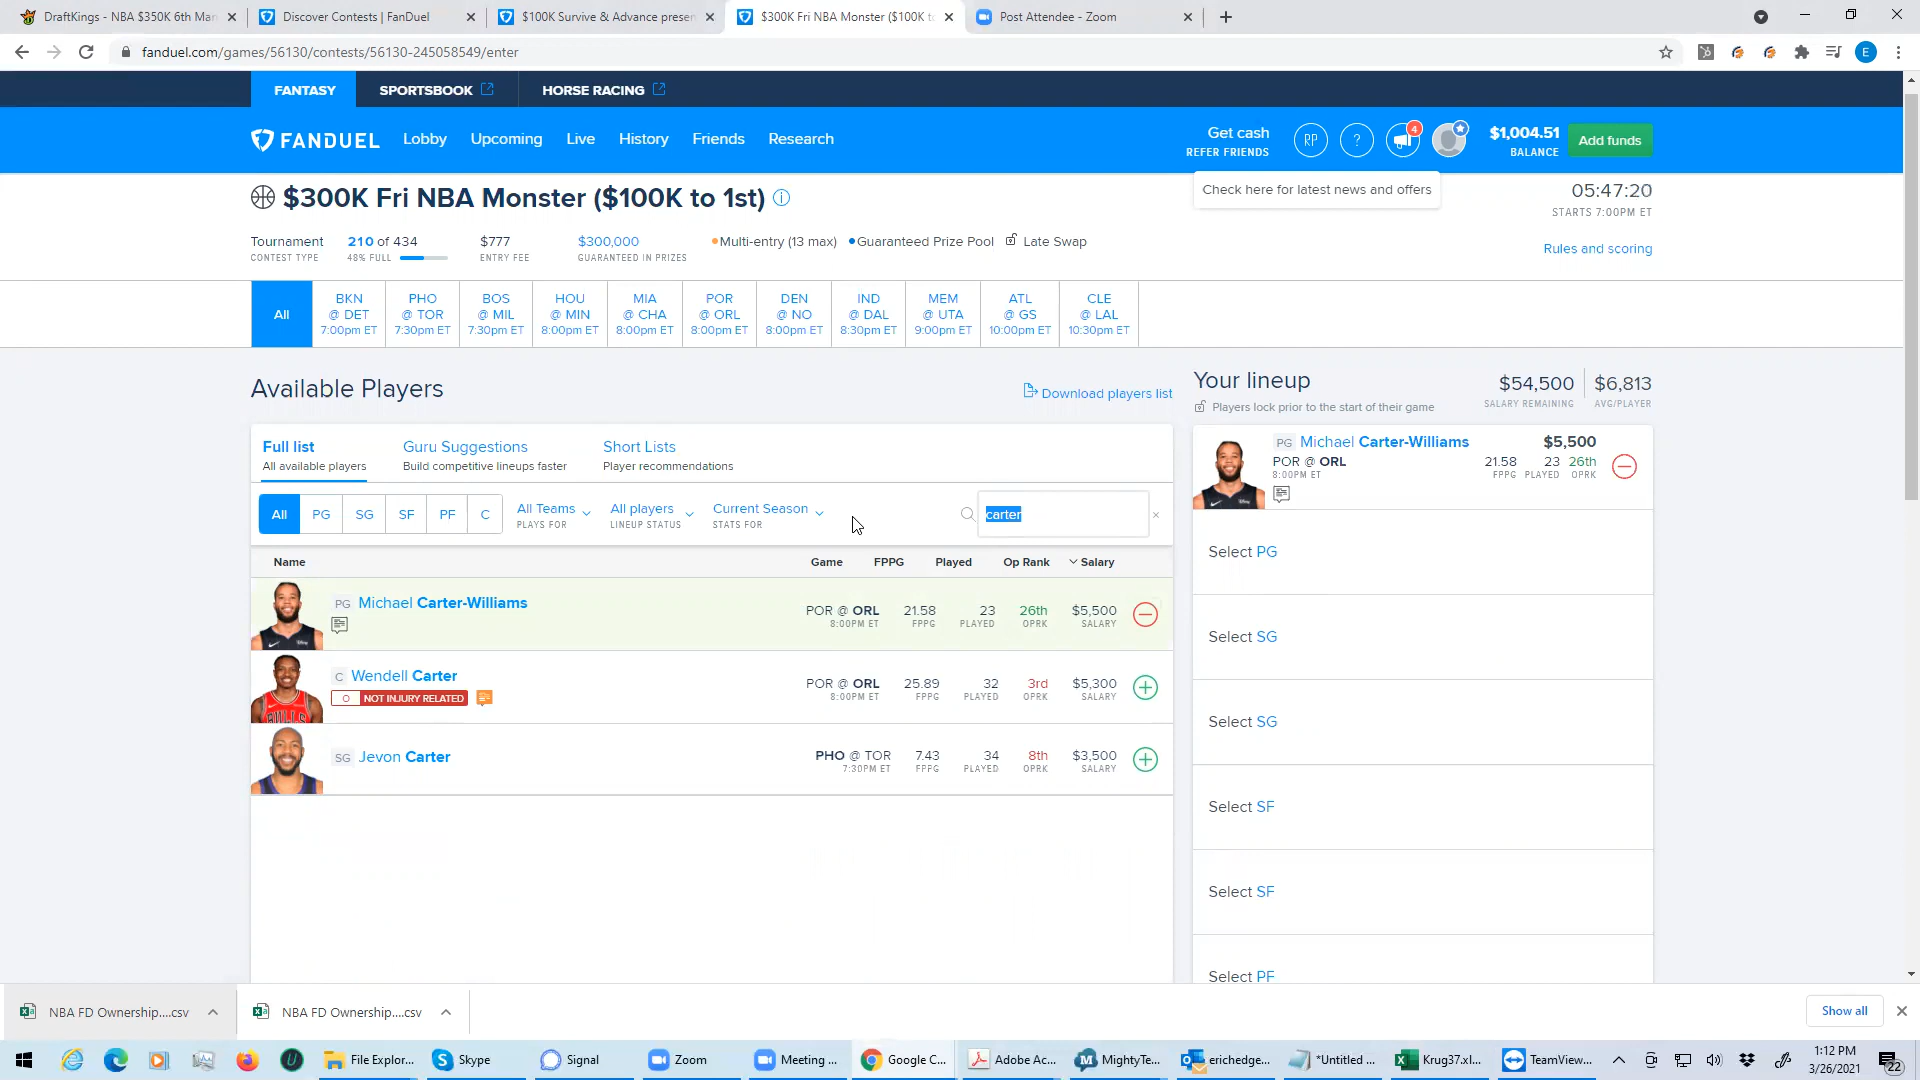 DraftKings - NBA $350K 6th Man
Discover Contests | FanDuel
$100K Survive & Advance presen
$300K Fri NBA Monster ($100K to
Post Attendee - Zoom
fanduel.com/games/56130/contests/56130-245058549/enter
E
FANTASY
SPORTSBOOK
HORSE RACING
FANDUEL
Lobby
Upcoming
Live
History
Friends
Research
Get cash
REFER FRIENDS
RP
?
4
$1,004.51
BALANCE
Add funds
Check here for latest news and offers
$300K Fri NBA Monster ($100K to 1st)
05:47:20
STARTS 7:00PM ET
Tournament
CONTEST TYPE
210 of 434
48% FULL
$777
ENTRY FEE
$300,000
GUARANTEED IN PRIZES
Multi-entry (13 max)
Guaranteed Prize Pool
Late Swap
Rules and scoring
All
BKN
@ DET
7:00pm ET
PHO
@ TOR
7:30pm ET
BOS
@ MIL
7:30pm ET
HOU
@ MIN
8:00pm ET
MIA
@ CHA
8:00pm ET
POR
@ ORL
8:00pm ET
DEN
@ NO
8:00pm ET
IND
@ DAL
8:30pm ET
MEM
@ UTA
9:00pm ET
ATL
@ GS
10:00pm ET
CLE
@ LAL
10:30pm ET
Available Players
Download players list
Full list
All available players
Guru Suggestions
Build competitive lineups faster
Short Lists
Player recommendations
All
PG
SG
SF
PF
C
All Teams
PLAYS FOR
All players
LINEUP STATUS
Current Season
STATS FOR
carter
Name
Game
FPPG
Played
Op Rank
Salary
PG Michael Carter-Williams
POR @ ORL
8:00PM ET
21.58
FPPG
23
PLAYED
26th
OPRK
$5,500
SALARY
C Wendell Carter
O NOT INJURY RELATED
POR @ ORL
8:00PM ET
25.89
FPPG
32
PLAYED
3rd
OPRK
$5,300
SALARY
SG Jevon Carter
PHO @ TOR
7:30PM ET
7.43
FPPG
34
PLAYED
8th
OPRK
$3,500
SALARY
Your lineup
Players lock prior to the start of their game
$54,500
SALARY REMAINING
$6,813
AVG/PLAYER
PG Michael Carter-Williams
POR @ ORL
8:00PM ET
$5,500
21.58
FPPG
23
PLAYED
26th
OPRK
Select PG
Select SG
Select SG
Select SF
Select SF
Select PF
NBA FD Ownership....csv
NBA FD Ownership....csv
Show all
File Explor...
Skype
Signal
Zoom
Meeting ...
Google C...
Adobe Ac...
MightyTe...
erichedge...
*Untitled ...
Krug37.xl...
TeamView...
1:12 PM
3/26/2021
22